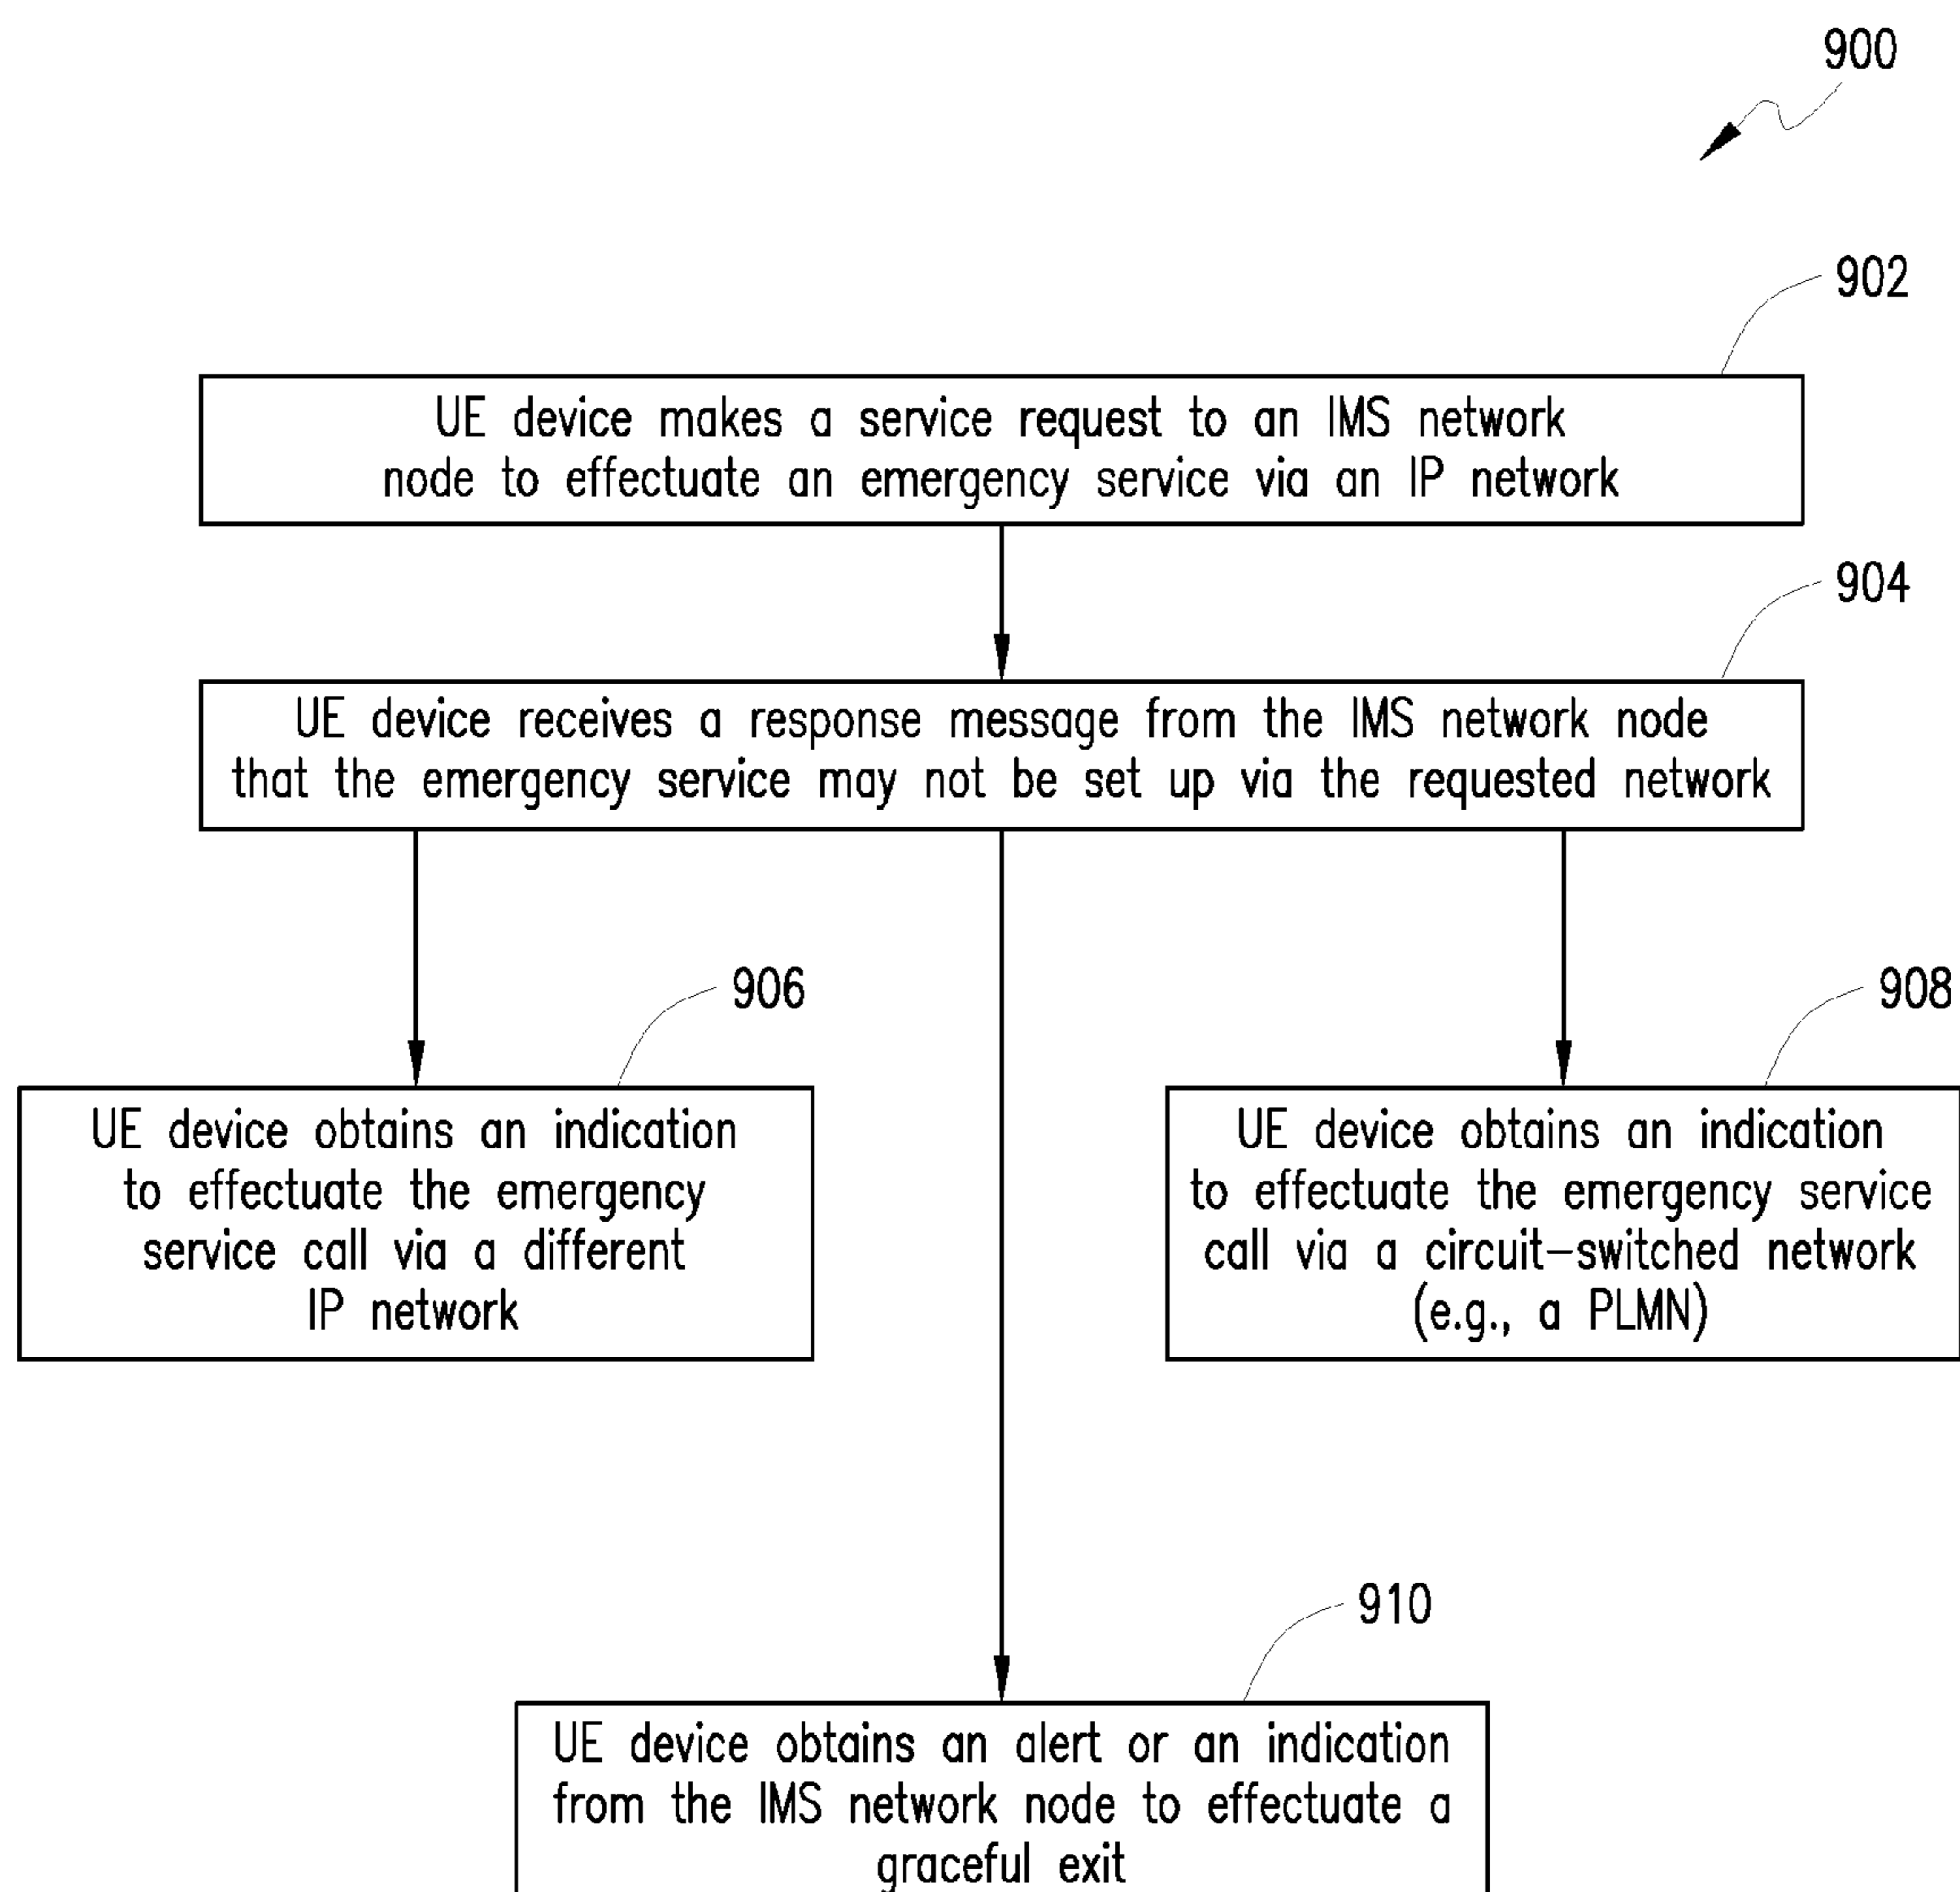 900
902
UE device makes a service request to an IMS network
node to effectuate an emergency service via an IP network
904
UE device receives a response message from the IMS network node
that the emergency service may not be set up via the requested network
906
UE device obtains an indication
to effectuate the emergency
service call via a different
IP network
908
UE device obtains an indication
to effectuate the emergency service
call via a circuit-switched network
(e.g., a PLMN)
910
UE device obtains an alert or an indication
from the IMS network node to effectuate a
graceful exit